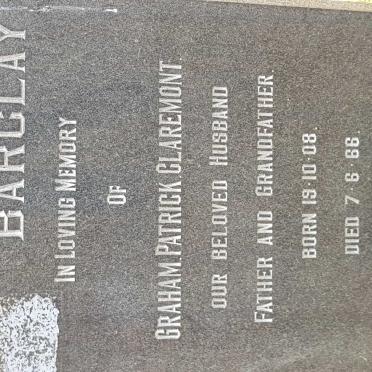 BARCLAY
IN LOVING MEMORY
OF
GRAHAM PATRICK CLAREMONT
OUR BELOVED HUSBAND
FATHER AND GRANDFATHER
BORN 19·10·08
DIED 7·6·86.